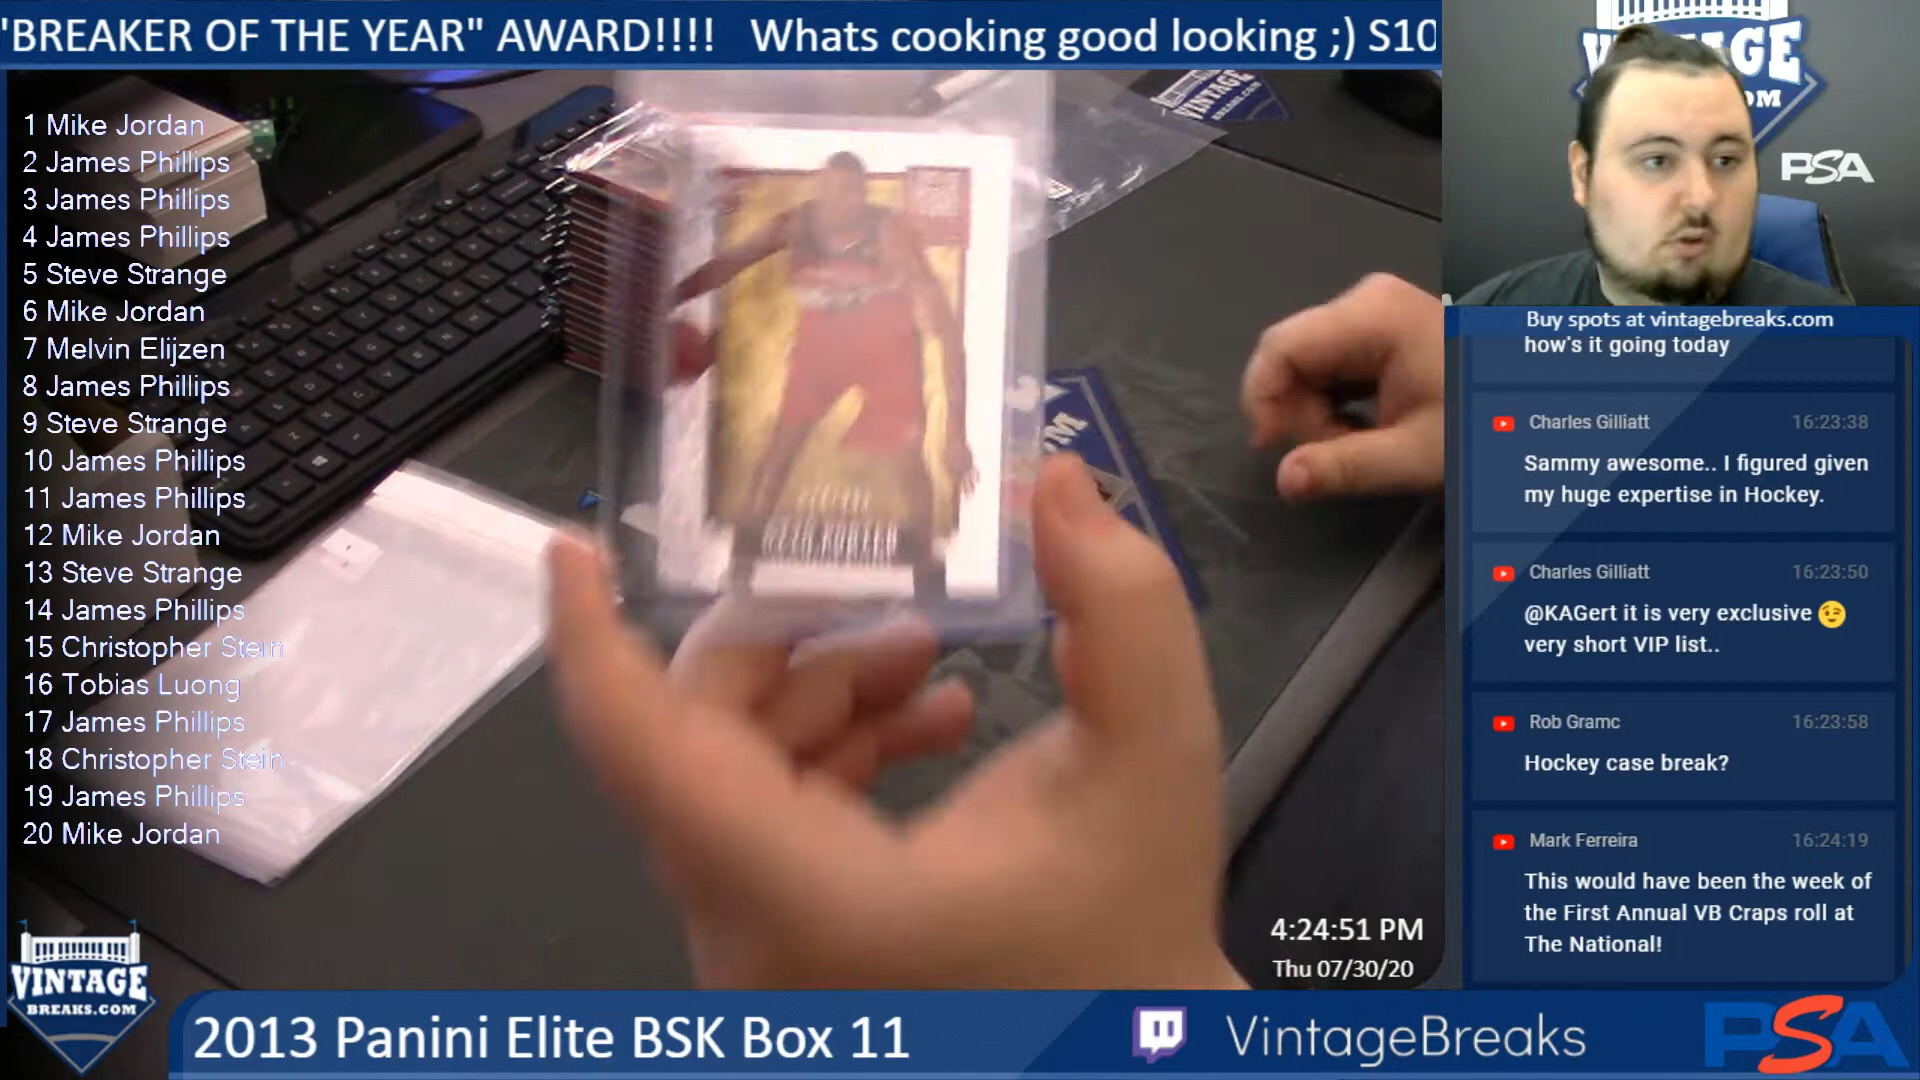 "BREAKER OF THE YEAR" AWARD!!!! Whats cooking good looking ;) S10
1 Mike Jordan
2 James Phillips
3 James Phillips
4 James Phillips
5 Steve Strange
6 Mike Jordan
7 Melvin Elijzen
8 James Phillips
9 Steve Strange
10 James Phillips
11 James Phillips
12 Mike Jordan
13 Steve Strange
14 James Phillips
15 Christopher Stein
16 Tobias Luong
17 James Phillips
18 Christopher Stein
19 James Phillips
20 Mike Jordan
VINTAGE
BREAKS.COM
PSA
Buy spots at vintagebreaks.com
how's it going today
Charles Gilliatt 16:23:38
Sammy awesome.. I figured given
my huge expertise in Hockey.
Charles Gilliatt 16:23:50
@KAGert it is very exclusive 😉
very short VIP list..
Rob Gramc 16:23:58
Hockey case break?
Mark Ferreira 16:24:19
This would have been the week of
the First Annual VB Craps roll at
The National!
4:24:51 PM
Thu 07/30/20
VINTAGE
BREAKS.COM
2013 Panini Elite BSK Box 11
VintageBreaks
PSA